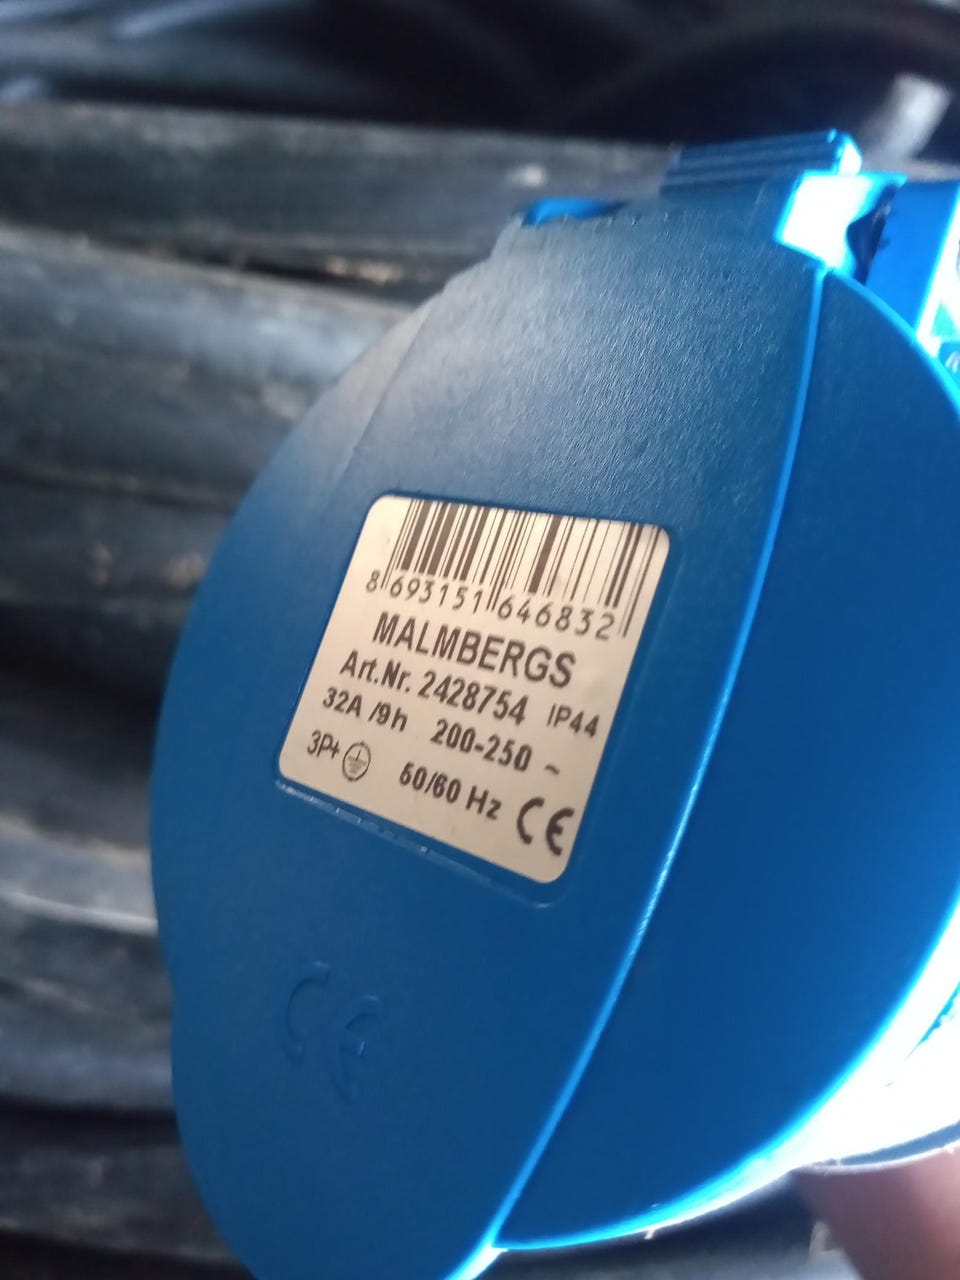 8 693151 646832
MALMBERGS
Art.Nr. 2428754 IP44
32A /9h 200-250 ~
3P+ 50/60 Hz CE
CE